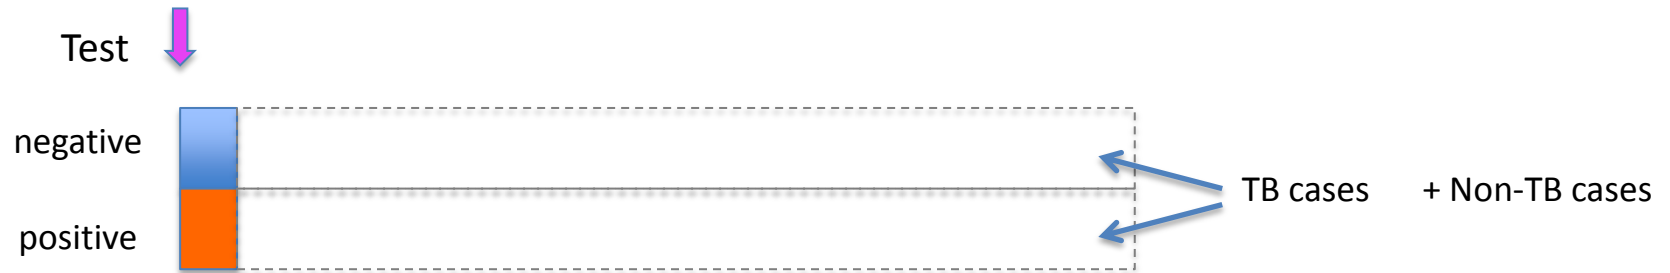 Test
negative
TB cases + Non-TB cases
positive